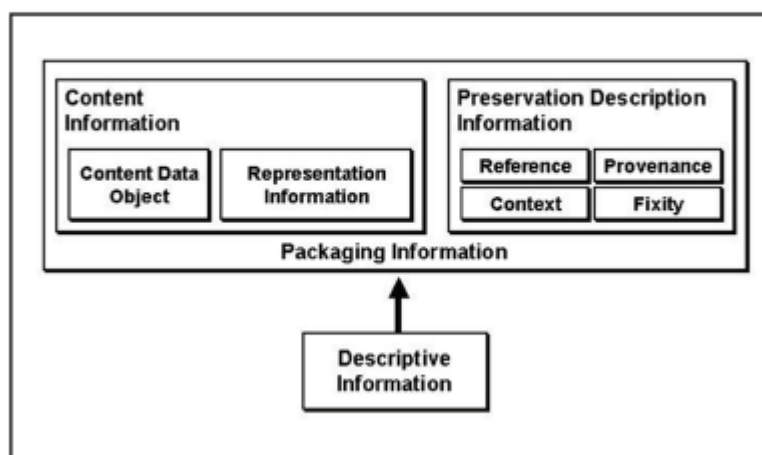 Content
Information
Content Data
Object
Representation
Information
Preservation Description
Information
Reference
Provenance
Context
Fixity
Packaging Information
Descriptive
Information